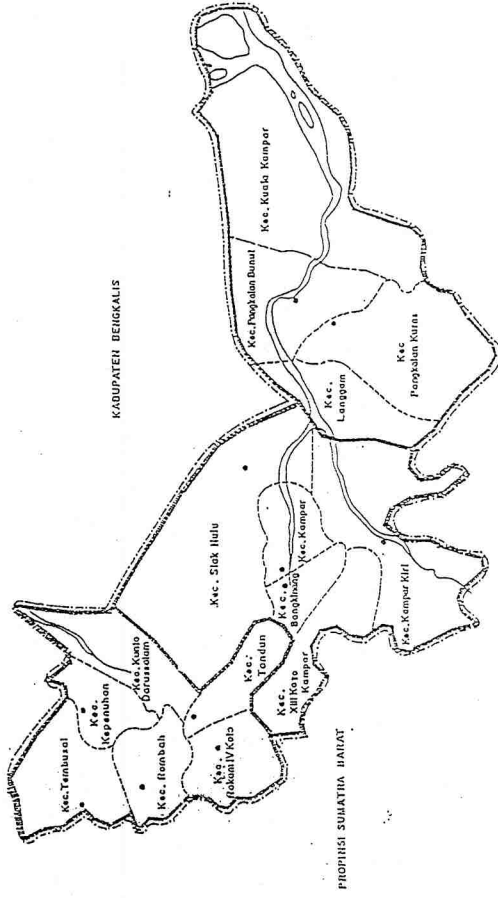 KABUPATEN BENGKALIS
Kec.Tembusai
Kec.
Kepenuhan
Kec.Kunto
Darussalam
Kec. Rambah
Kec.
Rokan IV Koto
Kec.
Tandun
Kec. Siak Hulu
Kec.
Bangkinang
Kec. Kampar
Kec.
XIII Koto
Kampar
Kec.Kampar Kiri
Kec.
Langgam
Kec.Pangkalan Bunut
Kec
Pangkalan Kuras
Kec.Kuala Kampar
PROPINSI SUMATRA BARAT